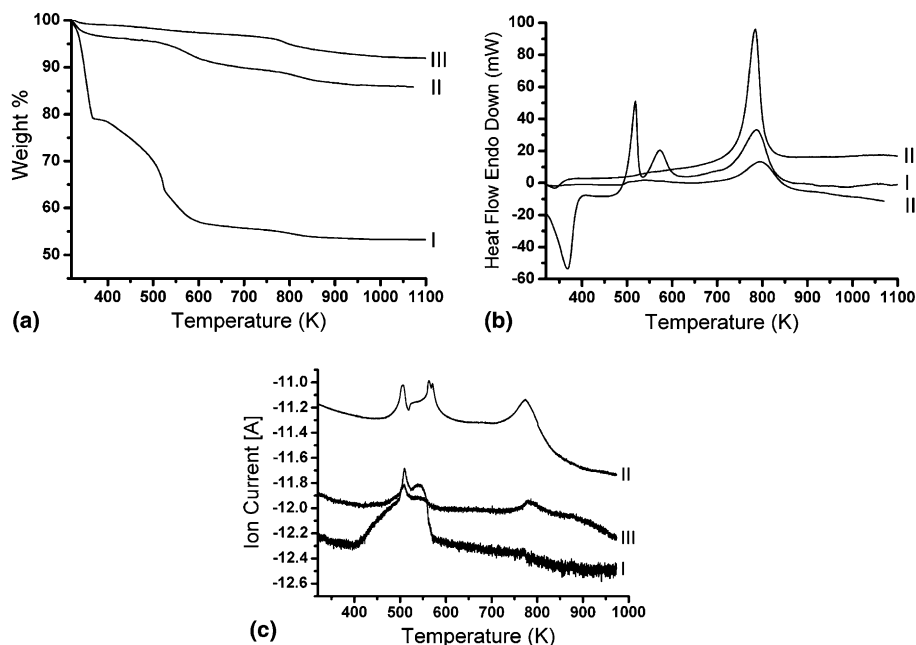 100
90
80
70
60
50
Weight %
III
II
I
400 500 600 700 800 900 1000 1100
Temperature (K)
(a)
100
80
60
40
20
0
-20
-40
-60
Heat Flow Endo Down (mW)
II
I
II
400 500 600 700 800 900 1000 1100
Temperature (K)
(b)
-11.0
-11.2
-11.4
-11.6
-11.8
-12.0
-12.2
-12.4
-12.6
Ion Current [A]
II
III
I
400 500 600 700 800 900 1000
Temperature (K)
(c)